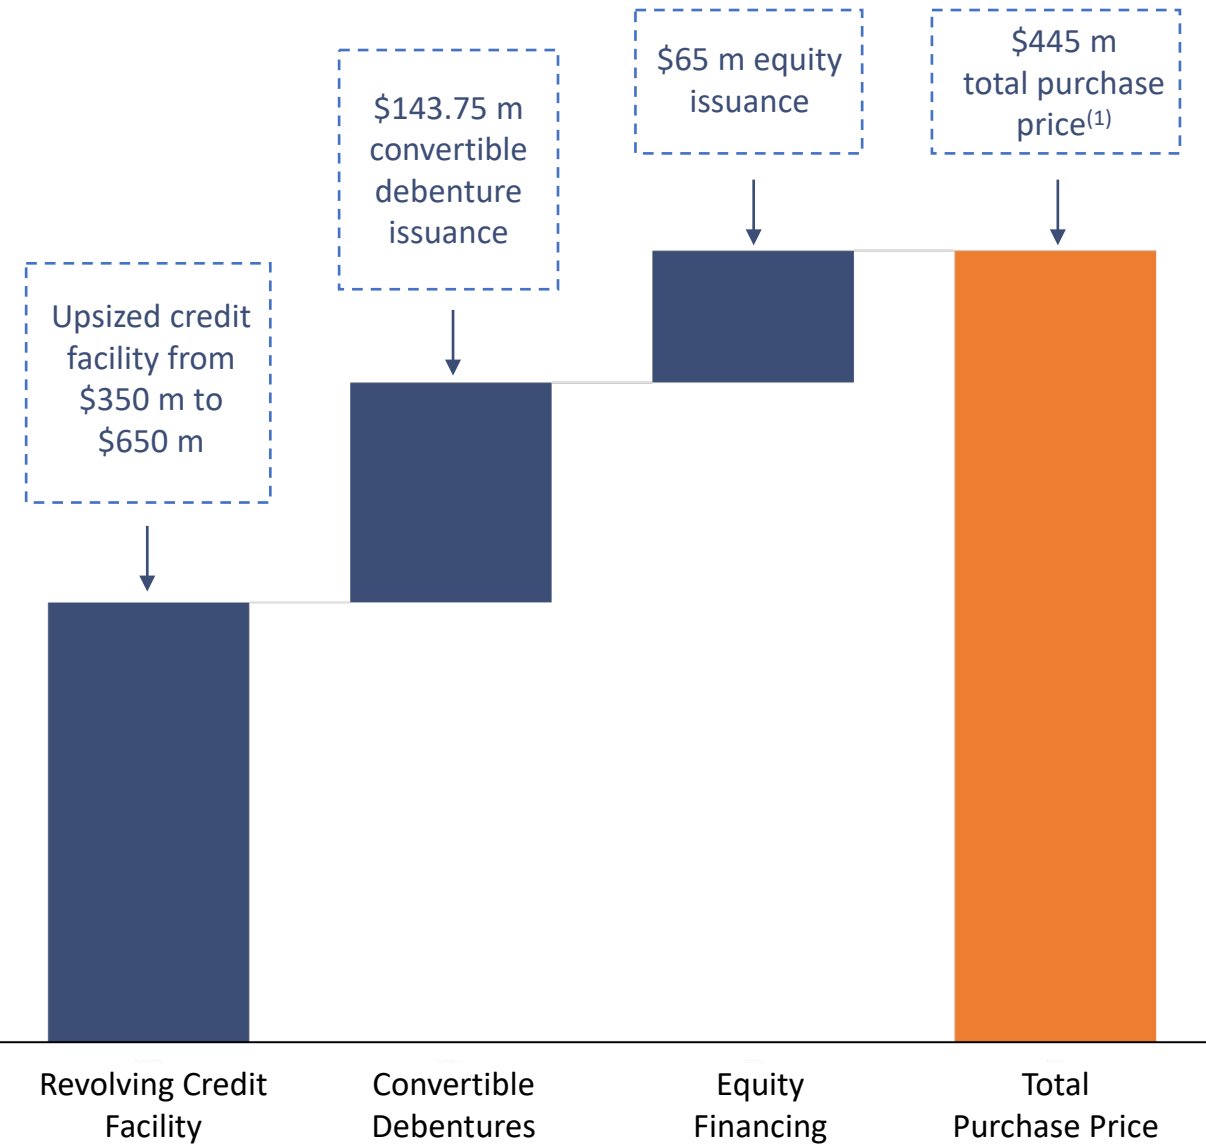 Upsized credit
facility from
$350 m to
$650 m
$143.75 m
convertible
debenture
issuance
$65 m equity
issuance
$445 m
total purchase
price(1)
Revolving Credit
Facility
Convertible
Debentures
Equity
Financing
Total
Purchase Price